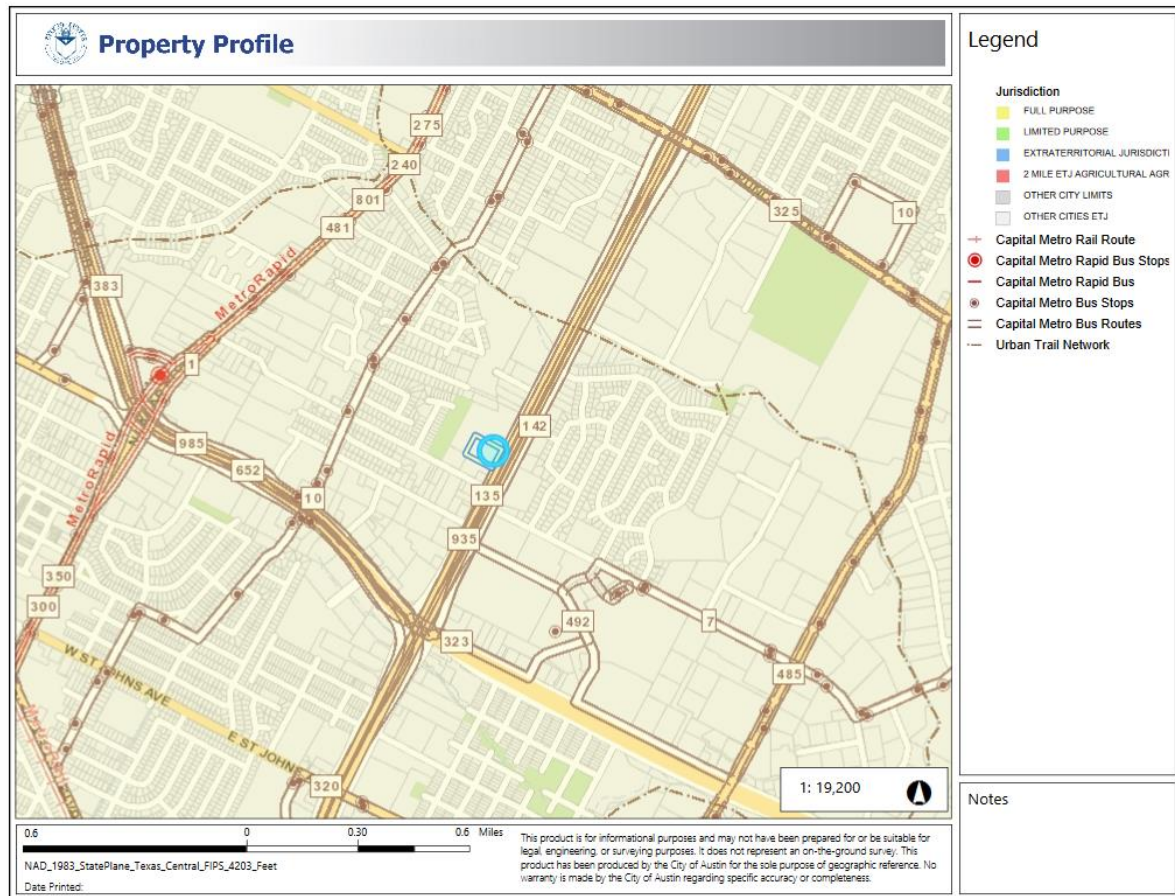 Property Profile
275
240
801
325
10
481
MetroRapid
383
1
142
985
652
10
135
MetroRapid
935
350
492
7
300
323
W ST JOHNS AVE
485
E ST JOHNS
320
1: 19,200
Legend
Jurisdiction
FULL PURPOSE
LIMITED PURPOSE
EXTRATERRITORIAL JURISDICTI
2 MILE ETJ AGRICULTURAL AGR
OTHER CITY LIMITS
OTHER CITIES ETJ
Capital Metro Rail Route
Capital Metro Rapid Bus Stops
Capital Metro Rapid Bus
Capital Metro Bus Stops
Capital Metro Bus Routes
Urban Trail Network
Notes
0.6 0 0.30 0.6 Miles
NAD_1983_StatePlane_Texas_Central_FIPS_4203_Feet
Date Printed:
This product is for informational purposes and may not have been prepared for or be suitable for
legal, engineering, or surveying purposes. It does not represent an on-the-ground survey. This
product has been produced by the City of Austin for the sole purpose of geographic reference. No
warranty is made by the City of Austin regarding specific accuracy or completeness.